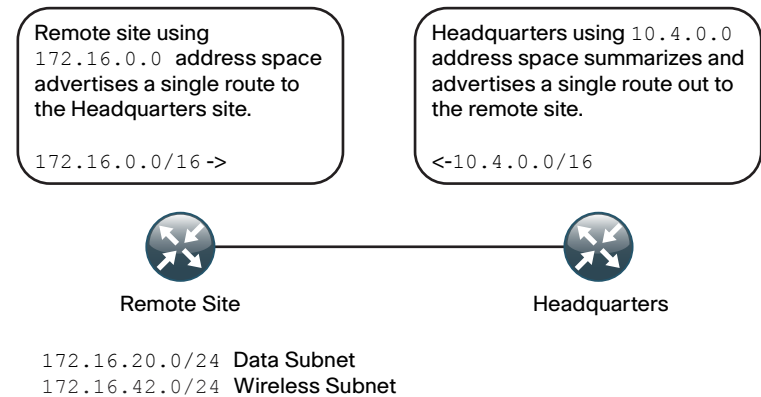 Remote site using
172.16.0.0 address space
advertises a single route to
the Headquarters site.
172.16.0.0/16 ->
Headquarters using 10.4.0.0
address space summarizes and
advertises a single route out to
the remote site.
<-10.4.0.0/16
Remote Site
Headquarters
172.16.20.0/24 Data Subnet
172.16.42.0/24 Wireless Subnet